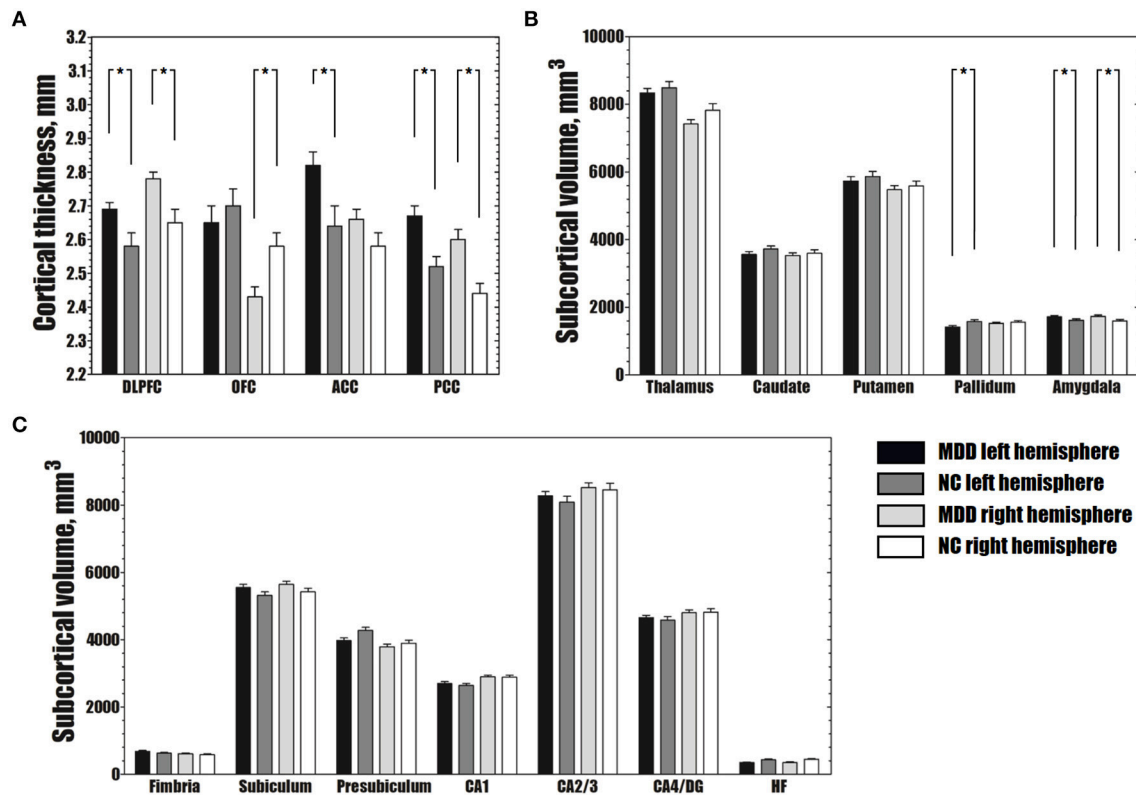 A
Cortical thickness, mm
3.2
3.1
3.0
2.9
2.8
2.7
2.6
2.5
2.4
2.3
2.2
* * * * * *
DLPFC OFC ACC PCC
B
Subcortical volume, mm³
10000
8000
6000
4000
2000
0
* * *
Thalamus Caudate Putamen Pallidum Amygdala
C
Subcortical volume, mm³
10000
8000
6000
4000
2000
0
Fimbria Subiculum Presubiculum CA1 CA2/3 CA4/DG HF
MDD left hemisphere
NC left hemisphere
MDD right hemisphere
NC right hemisphere